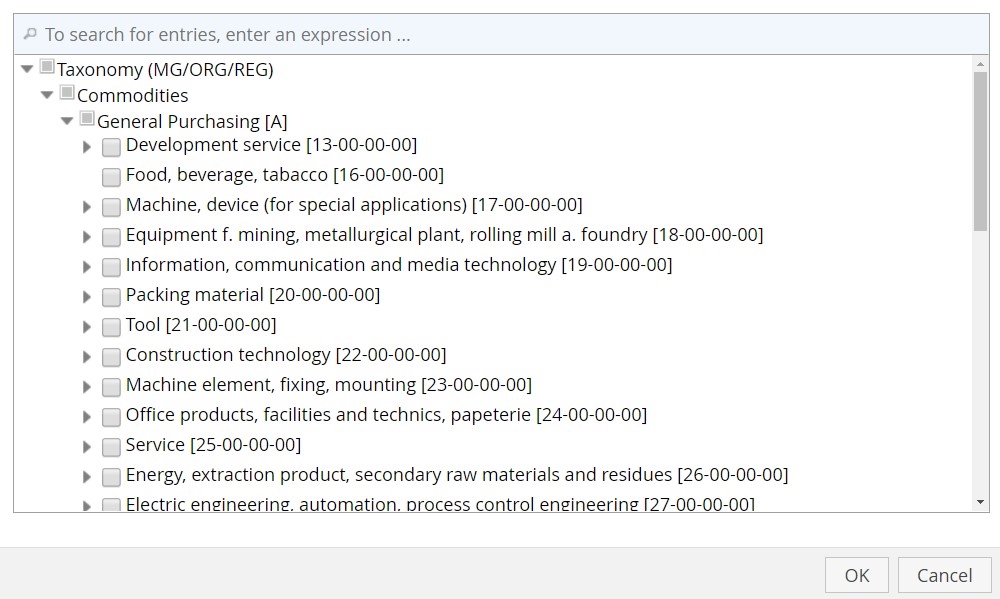 To search for entries, enter an expression ...
Taxonomy (MG/ORG/REG)
Commodities
General Purchasing [A]
Development service [13-00-00-00]
Food, beverage, tabacco [16-00-00-00]
Machine, device (for special applications) [17-00-00-00]
Equipment f. mining, metallurgical plant, rolling mill a. foundry [18-00-00-00]
Information, communication and media technology [19-00-00-00]
Packing material [20-00-00-00]
Tool [21-00-00-00]
Construction technology [22-00-00-00]
Machine element, fixing, mounting [23-00-00-00]
Office products, facilities and technics, papeterie [24-00-00-00]
Service [25-00-00-00]
Energy, extraction product, secondary raw materials and residues [26-00-00-00]
Electric engineering, automation, process control engineering [27-00-00-00]
OK
Cancel